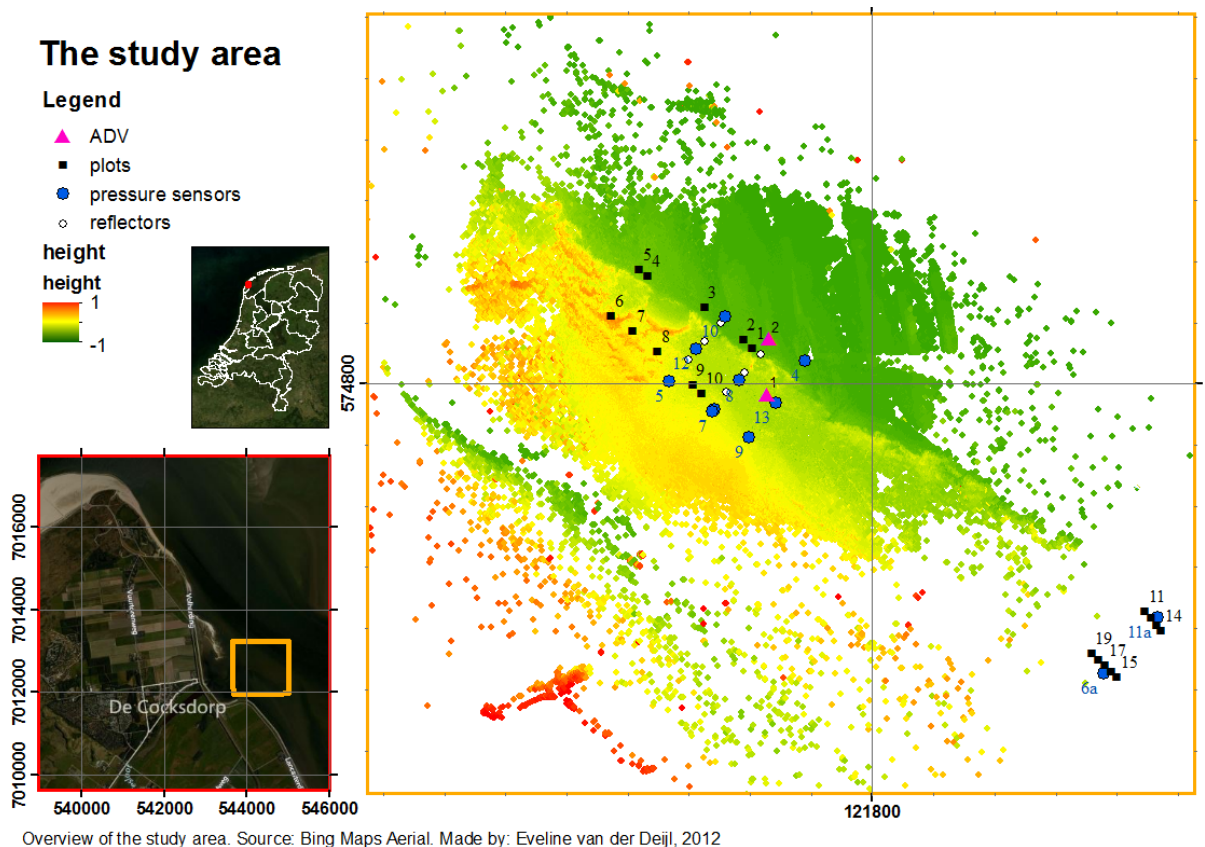 The study area
Legend
ADV
plots
pressure sensors
reflectors
height
height
1
-1
5 4
3
6
7
2 1 2
8
10
12
4
9
10
5
8
1
7
13
9
574800
121800
11
14
11a
19
17
15
6a
7016000
7014000
7012000
7010000
De Cocksdorp
540000 542000 544000 546000
Overview of the study area. Source: Bing Maps Aerial. Made by: Eveline van der Deijl, 2012